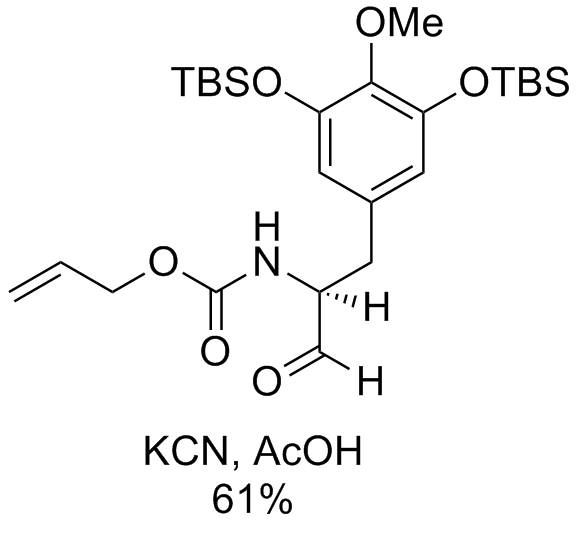 OMe
TBSO OTBS
H
O N
H
O
O H
KCN, AcOH
61%